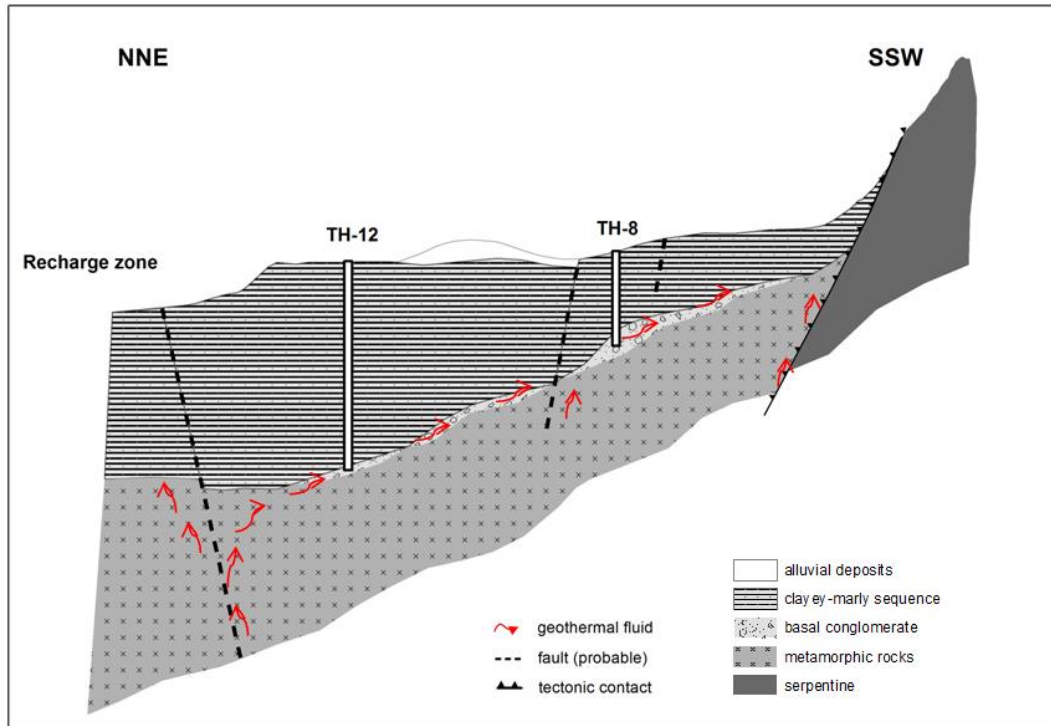 NNE
SSW
TH-12
TH-8
Recharge zone
geothermal fluid
fault (probable)
tectonic contact
alluvial deposits
clayey-marly sequence
basal conglomerate
metamorphic rocks
serpentine